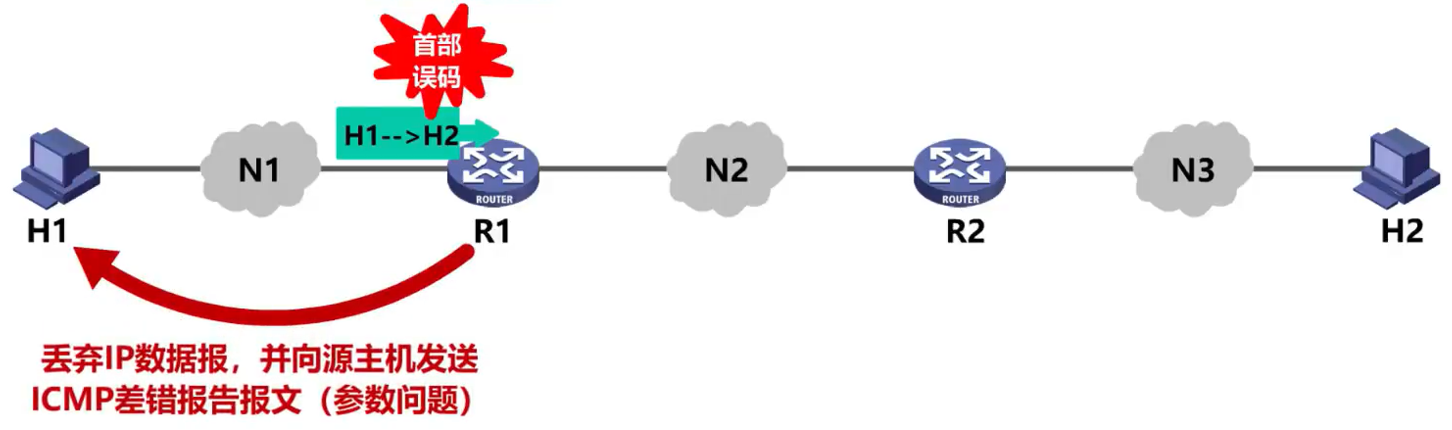 首部
误码
H1-->H2
N1
N2
N3
ROUTER
ROUTER
H1
R1
R2
H2
丢弃IP数据报，并向源主机发送
ICMP差错报告报文（参数问题）